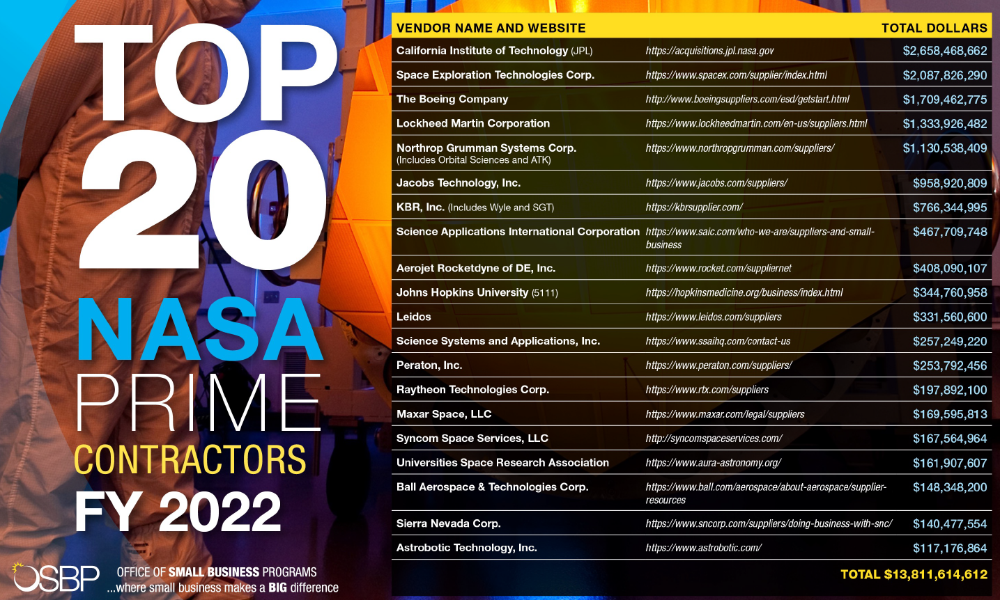 TOP
20
NASA
PRIME
CONTRACTORS
FY 2022
OSBP
OFFICE OF SMALL BUSINESS PROGRAMS
...where small business makes a BIG difference
VENDOR NAME AND WEBSITE TOTAL DOLLARS
California Institute of Technology (JPL) https://acquisitions.jpl.nasa.gov $2,658,468,662
Space Exploration Technologies Corp. https://www.spacex.com/supplier/index.html $2,087,826,290
The Boeing Company http://www.boeingsuppliers.com/esd/getstart.html $1,709,462,775
Lockheed Martin Corporation https://www.lockheedmartin.com/en-us/suppliers.html $1,333,926,482
Northrop Grumman Systems Corp. https://www.northropgrumman.com/suppliers/ $1,130,538,409
(Includes Orbital Sciences and ATK)
Jacobs Technology, Inc. https://www.jacobs.com/suppliers/ $958,920,809
KBR, Inc. (Includes Wyle and SGT) https://kbrsupplier.com/ $766,344,995
Science Applications International Corporation https://www.saic.com/who-we-are/suppliers-and-small- $467,709,748
business
Aerojet Rocketdyne of DE, Inc. https://www.rocket.com/suppliernet $408,090,107
Johns Hopkins University (5111) https://hopkinsmedicine.org/business/index.html $344,760,958
Leidos https://www.leidos.com/suppliers $331,560,600
Science Systems and Applications, Inc. https://www.ssaihq.com/contact-us $257,249,220
Peraton, Inc. https://www.peraton.com/suppliers/ $253,792,456
Raytheon Technologies Corp. https://www.rtx.com/suppliers $197,892,100
Maxar Space, LLC https://www.maxar.com/legal/suppliers $169,595,813
Syncom Space Services, LLC http://syncomspaceservices.com/ $167,564,964
Universities Space Research Association https://www.aura-astronomy.org/ $161,907,607
Ball Aerospace & Technologies Corp. https://www.ball.com/aerospace/about-aerospace/supplier- $148,348,200
resources
Sierra Nevada Corp. https://www.sncorp.com/suppliers/doing-business-with-snc/ $140,477,554
Astrobotic Technology, Inc. https://www.astrobotic.com/ $117,176,864
TOTAL $13,811,614,612